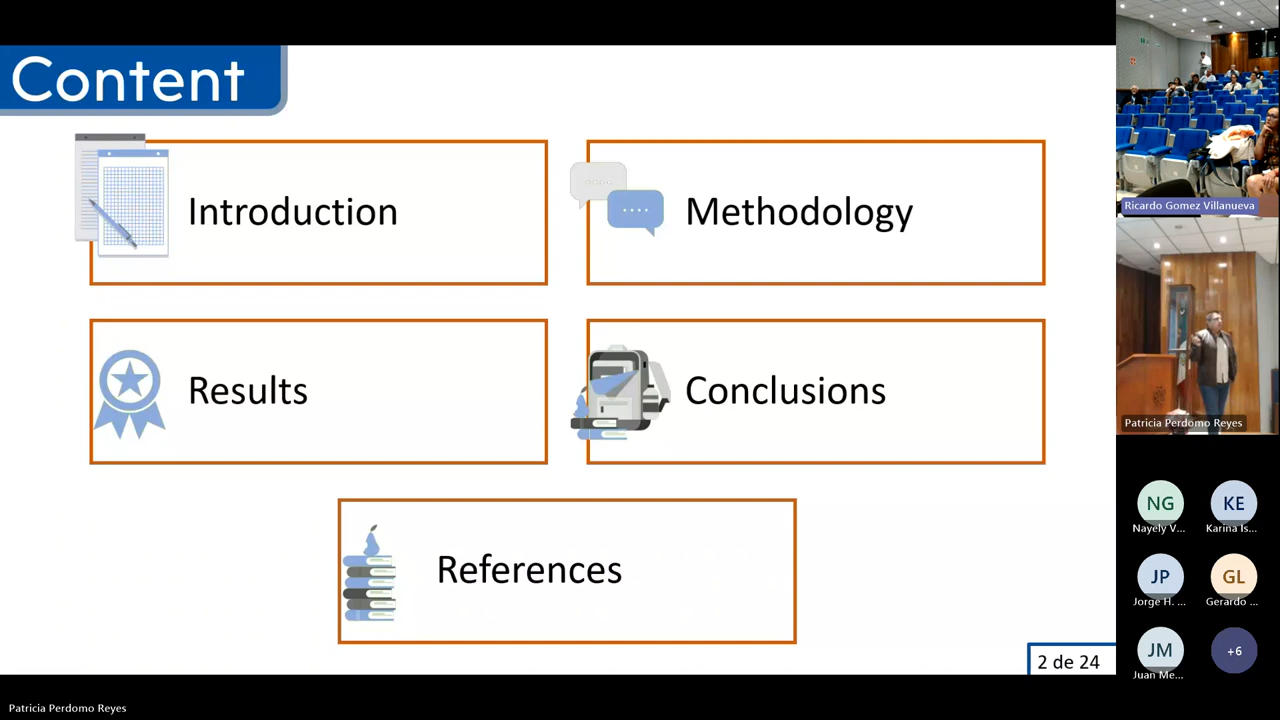 Content
Introduction
Methodology
Results
Conclusions
References
2 de 24
Ricardo Gomez Villanueva
Patricia Perdomo Reyes
NG
KE
Nayely V...
Karina Is...
JP
GL
Jorge H. ...
Gerardo ...
JM
+6
Juan Me...
Patricia Perdomo Reyes